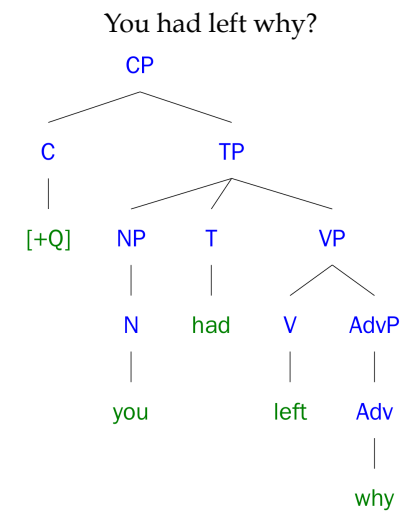 You had left why?
CP
C TP
[+Q] NP T VP
N had V AdvP
you left Adv
why